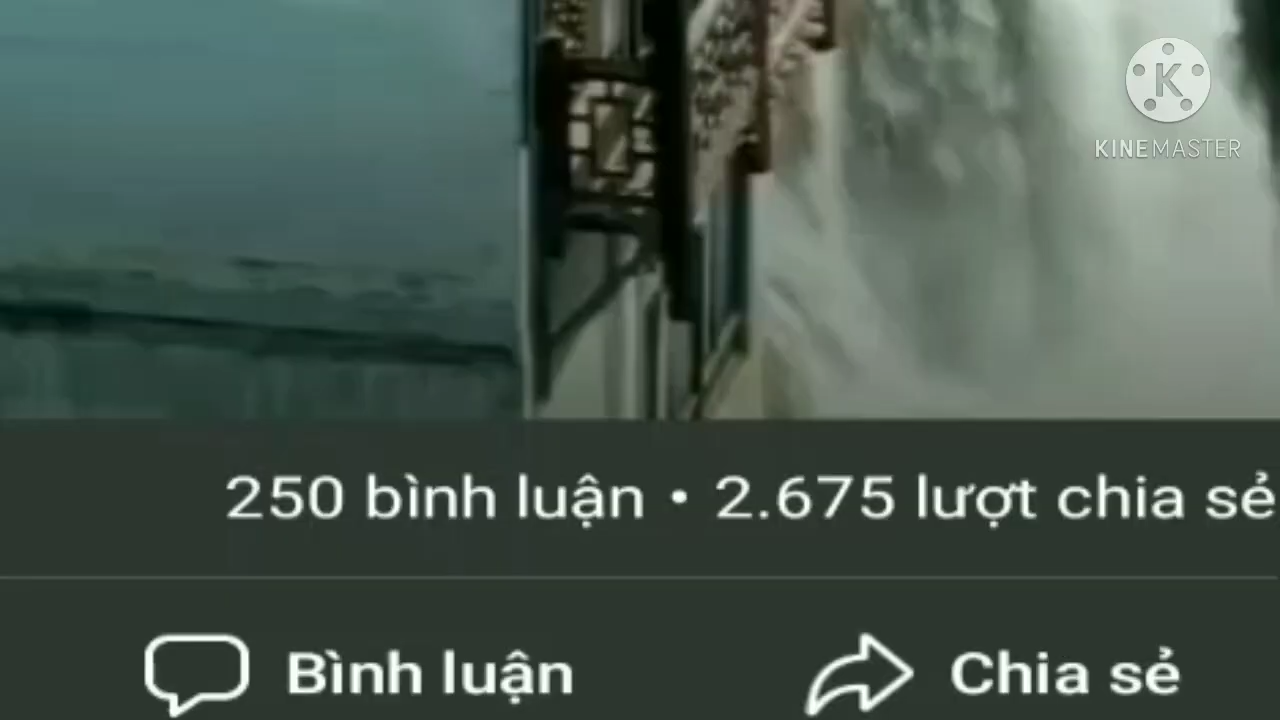 K
KINEMASTER
250 bình luận • 2.675 lượt chia sẻ
Bình luận
Chia sẻ